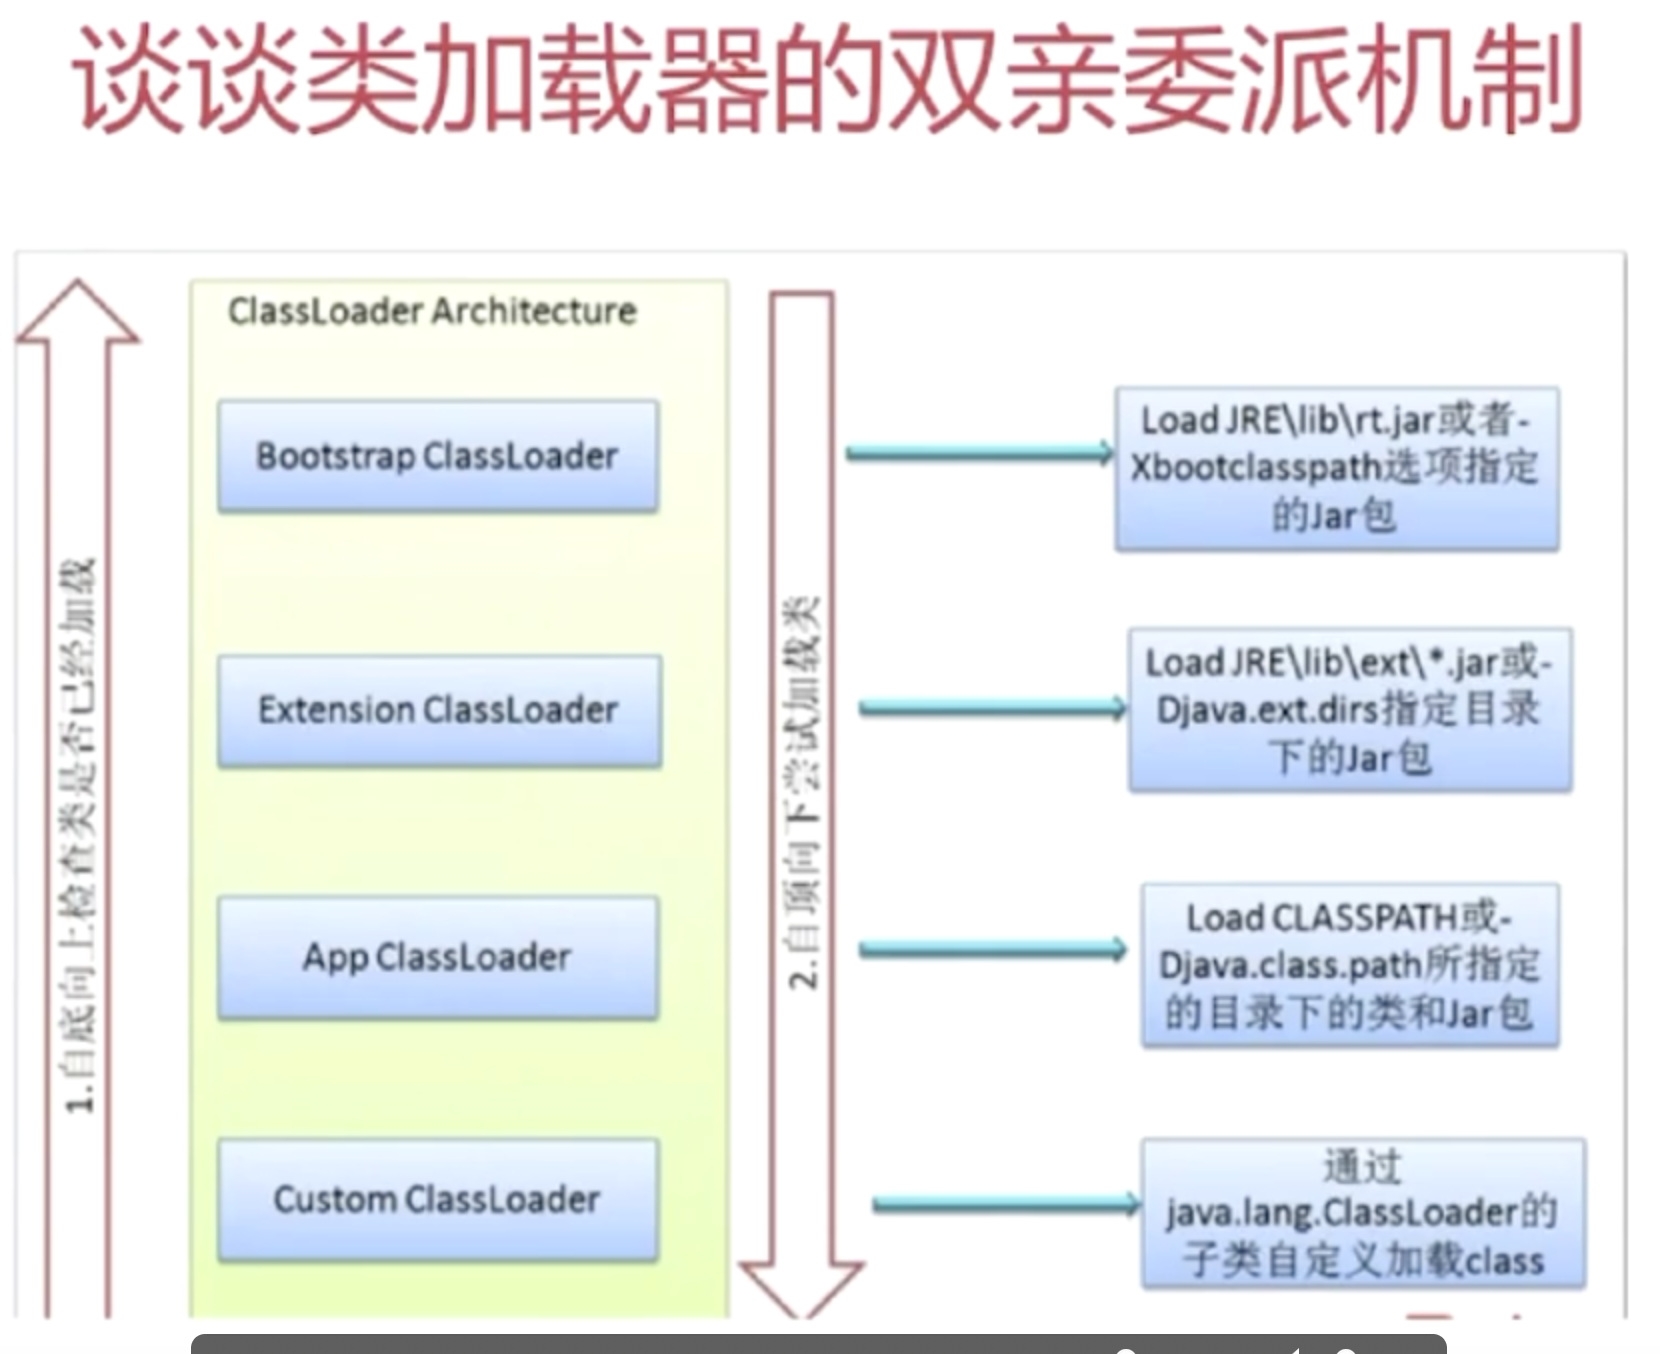 谈谈类加载器的双亲委派机制
ClassLoader Architecture
1.自底向上检查类是否已经加载
2.自顶向下尝试加载类
Bootstrap ClassLoader
Load JRE\lib\rt.jar或者-
Xbootclasspath选项指定
的Jar包
Extension ClassLoader
Load JRE\lib\ext\*.jar或-
Djava.ext.dirs指定目录
下的Jar包
App ClassLoader
Load CLASSPATH或-
Djava.class.path所指定
的目录下的类和Jar包
Custom ClassLoader
通过
java.lang.ClassLoader的
子类自定义加载class